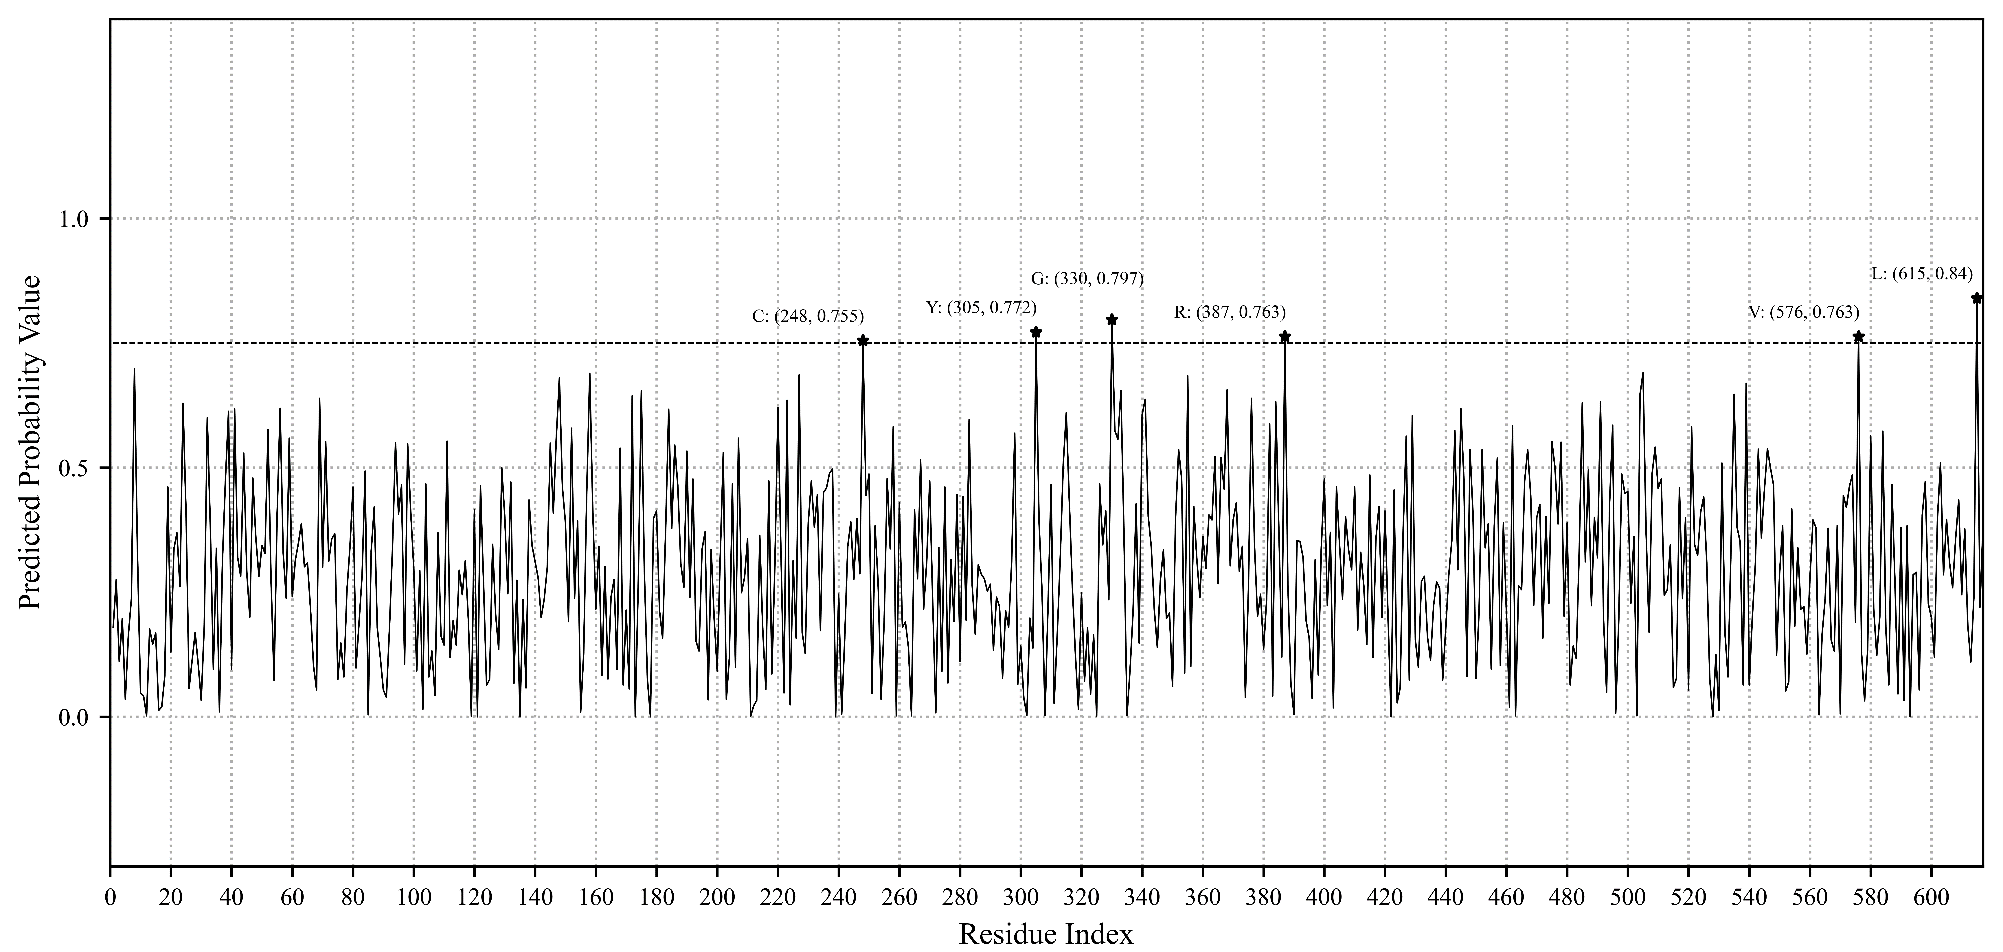 1.0
0.5
0.0
Predicted Probability Value
C: (248, 0.755)
Y: (305, 0.772)
G: (330, 0.797)
R: (387, 0.763)
V: (576, 0.763)
L: (615, 0.84)
0 20 40 60 80 100 120 140 160 180 200 220 240 260 280 300 320 340 360 380 400 420 440 460 480 500 520 540 560 580 600
Residue Index